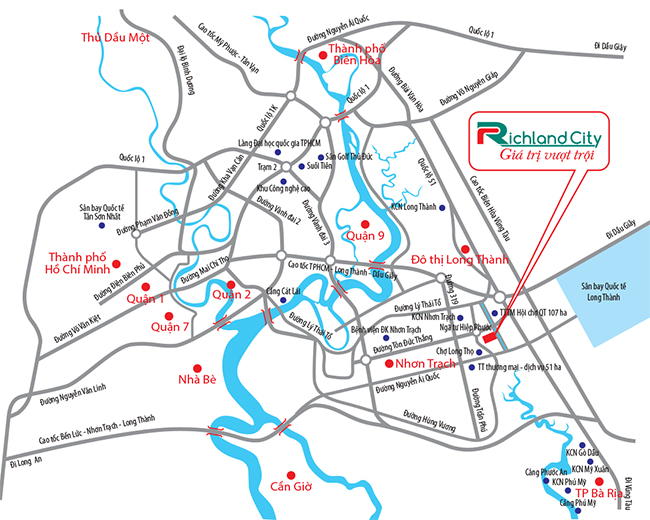 Thủ Dầu Một
Cao tốc Mỹ Phước - Tân Vạn
Đại lộ Bình Dương
Đường Nguyễn Ái Quốc
Thành phố
Biên Hòa
Quốc lộ 1
Đi Dầu Giây
Đường Bùi Văn Hòa
Đường Võ Nguyên Giáp
Quốc lộ 1
Quốc lộ 1K
Richland City
Giá trị vượt trội
Làng Đại học quốc gia TPHCM
Sân Golf Thủ Đức
Suối Tiên
Trạm 2
Khu Công nghệ cao
Quốc lộ 1
Đường Kha Vạn Cân
Quốc lộ 51
Cao tốc Biên Hòa Vũng Tàu
KCN Long Thành
Sân bay Quốc tế
Tân Sơn Nhất
Đường Phạm Văn Đồng
Đường Vành đai 2
Đường Vành đai 3
Quận 9
Đi Dầu Giây
Thành phố
Hồ Chí Minh
Đường Điện Biên Phủ
Đường Mai Chí Thọ
Cao tốc TPHCM - Long Thành - Dầu Giây
Đô thị Long Thành
Đường 319
Sân bay Quốc tế
Long Thành
Quận 1
Quận 2
Cảng Cát Lái
Đường Lý Thái Tổ
TTTM Hội chợ QT 107 ha
KCN Nhơn Trạch
Ngã tư Hiệp Phước
Quận 7
Đường Võ Văn Kiệt
Đường Lý Thái Tổ
Bệnh viện ĐK Nhơn Trạch
Đường Tôn Đức Thắng
Chợ Long Thọ
Nhơn Trạch
TT thương mại - dịch vụ 51 ha
Nhà Bè
Đường Nguyễn Ái Quốc
Đường Nguyễn Văn Linh
Đường Hùng Vương
Đường Trần Phú
Cao tốc Bến Lức - Nhơn Trạch - Long Thành
Đi Long An
Cần Giờ
KCN Gò Dầu
KCN Mỹ Xuân
Cảng Phước An
KCN Phú Mỹ
TP Bà Rịa
Cảng Phú Mỹ
Đi Vũng Tàu